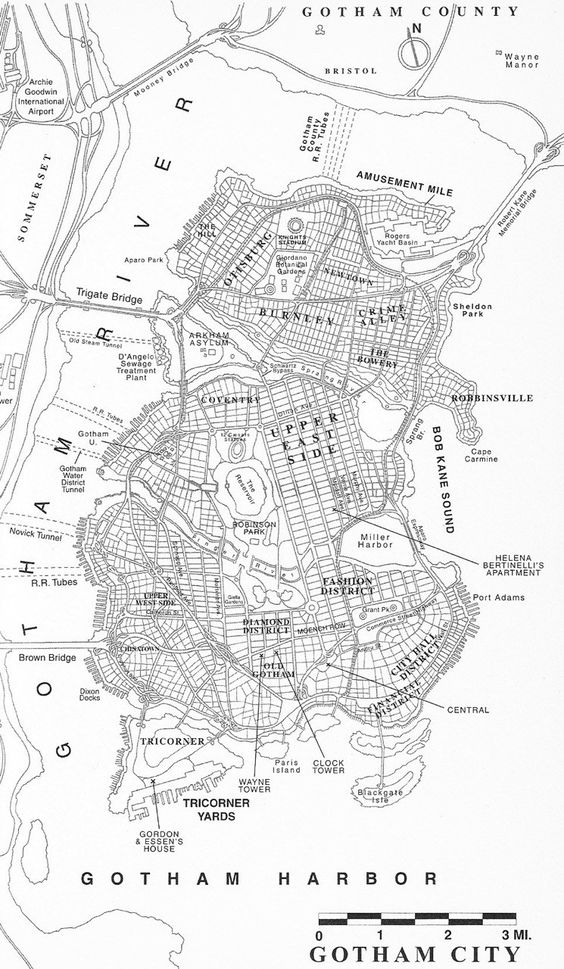 GOTHAM COUNTY
N
Wayne
Manor
BRISTOL
Mooney Bridge
Archie
Goodwin
International
Airport
SOMERSET
GOTHAM RIVER
Gotham
County
R.R. Tubes
AMUSEMENT MILE
Robert Kane
Memorial Bridge
THE
HILL
OTISBURG
KNIGHTS
STADIUM
Rogers
Yacht Basin
Aparo Park
Giordano
Botanical
Gardens
NEWTOWN
Trigate Bridge
BURNLEY
CRIME
ALLEY
Sheldon
Park
Old Steam Tunnel
ARKHAM
ASYLUM
D'Angelo
Sewage
Treatment
Plant
THE
BOWERY
Schwartz
Bypass
COVENTRY
ROBBINSVILLE
R.R. Tubes
UPPER
EAST
SIDE
Sprang
Br.
BOB KANE SOUND
Gotham
U.
Cape
Carmine
Gotham
Water
District
Tunnel
The
Reservoir
ROBINSON
PARK
Novick Tunnel
Miller
Harbor
HELENA
BERTINELLI'S
APARTMENT
R.R. Tubes
FASHION
DISTRICT
Port Adams
UPPER
WEST SIDE
Grant Pk
DIAMOND
DISTRICT
MOENCH ROW
Commerce Street
CHINATOWN
CITY HALL
DISTRICT
Brown Bridge
OLD
GOTHAM
FINANCIAL
DISTRICT
Dixon
Docks
CENTRAL
TRICORNER
Paris
Island
CLOCK
TOWER
WAYNE
TOWER
Blackgate
Isle
TRICORNER
YARDS
GORDON
& ESSEN'S
HOUSE
GOTHAM HARBOR
0 1 2 3 MI.
GOTHAM CITY